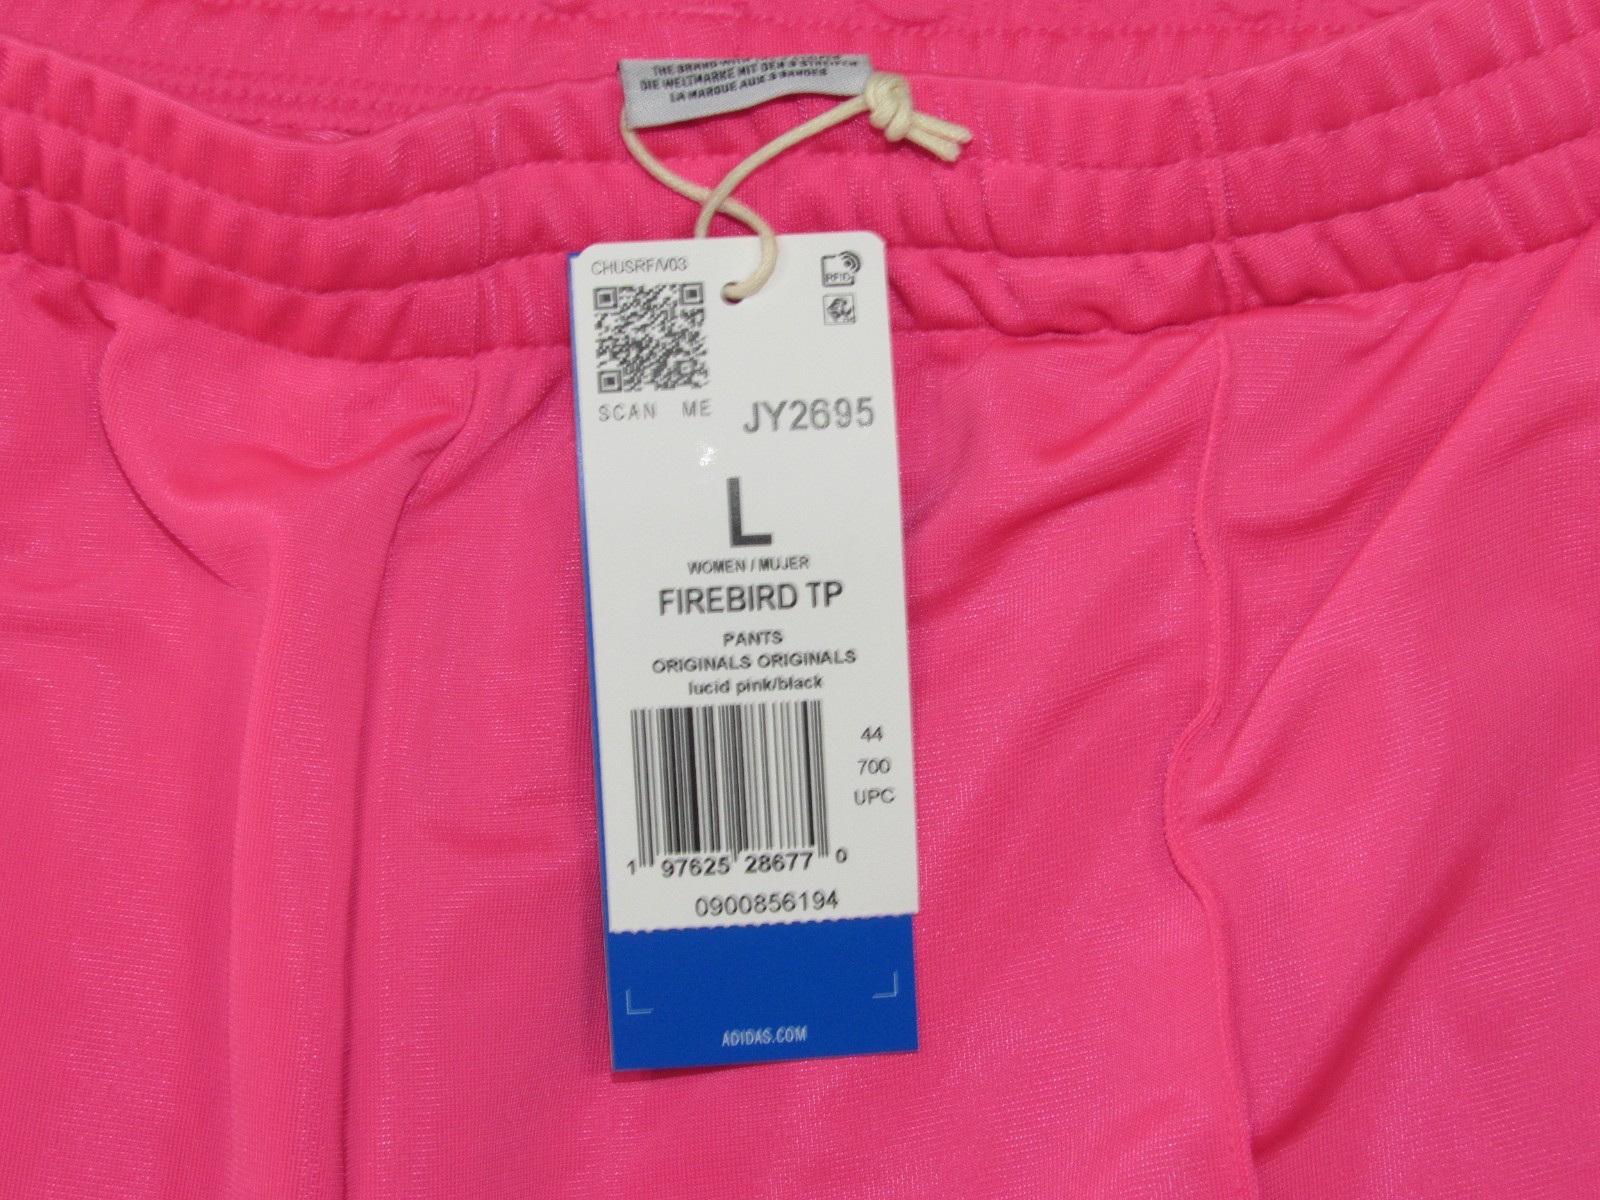 THE BRAND WITH THE 3 STRIPES
DIE WELTMARKE MIT DEN 3 STREIFEN
LA MARQUE AUX 3 BANDES
CHUSRF/V03
RFID
SCAN ME
JY2695
L
WOMEN / MUJER
FIREBIRD TP
PANTS
ORIGINALS ORIGINALS
lucid pink/black
44
700
UPC
1 97625 28677 0
0900856194
ADIDAS.COM